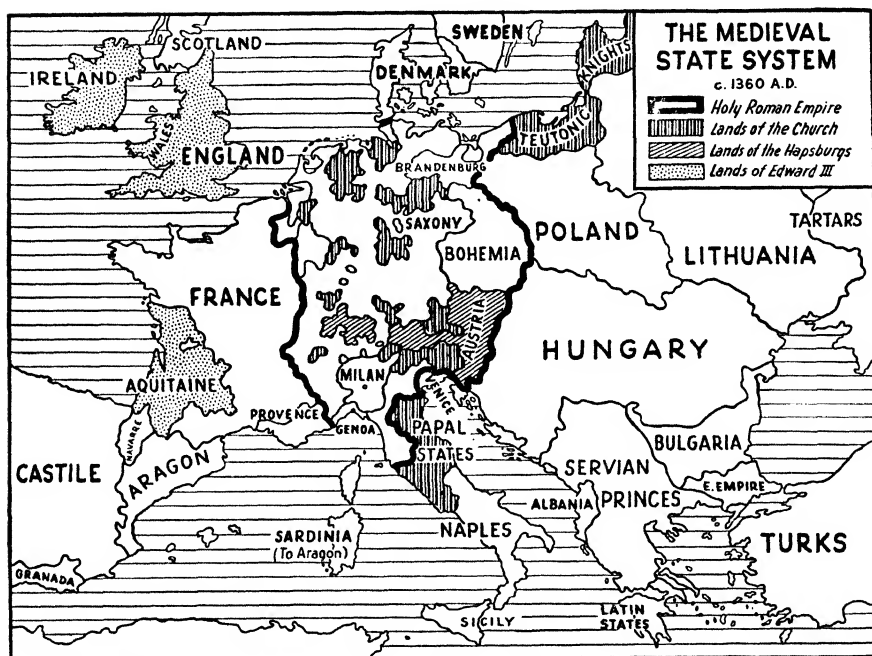 THE MEDIEVAL
STATE SYSTEM
c. 1360 A.D.
Holy Roman Empire
Lands of the Church
Lands of the Hapsburgs
Lands of Edward III
SWEDEN
SCOTLAND
IRELAND
DENMARK
KNIGHTS
TEUTONIC
WALES
ENGLAND
BRANDENBURG
SAXONY
TARTARS
POLAND
BOHEMIA
LITHUANIA
FRANCE
AUSTRIA
HUNGARY
MILAN
AQUITAINE
VENICE
PROVENCE
GENOA
PAPAL
STATES
NAVARRE
BULGARIA
CASTILE
ARAGON
SERVIAN
PRINCES
E. EMPIRE
ALBANIA
SARDINIA
(To Aragon)
NAPLES
TURKS
GRANADA
SICILY
LATIN
STATES